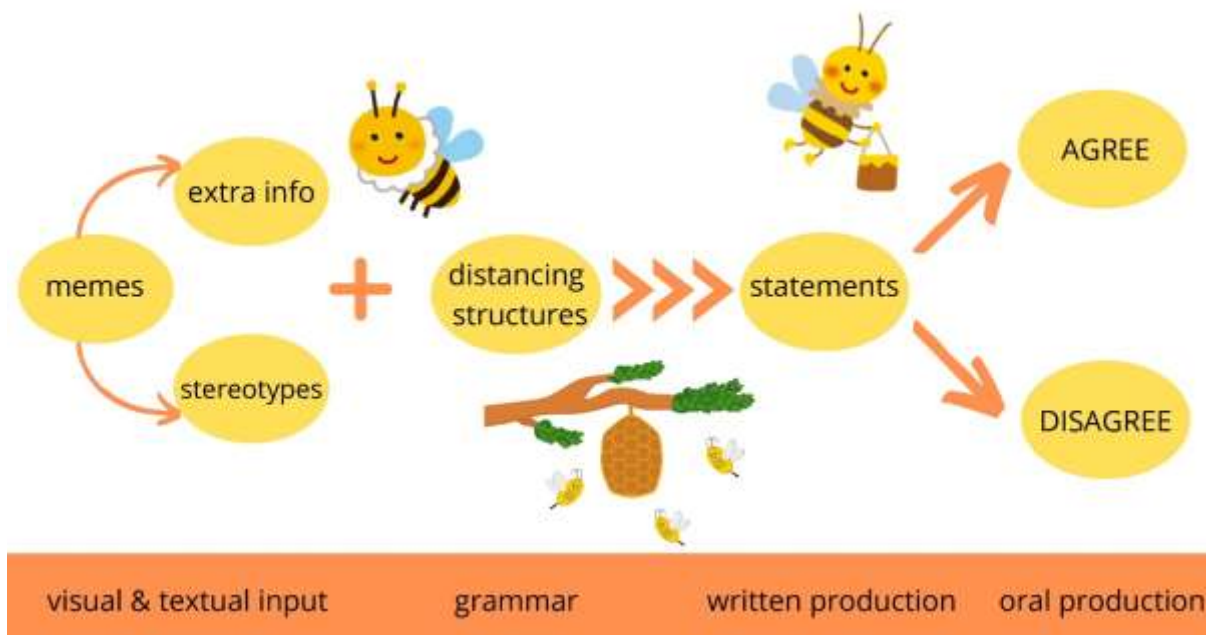 extra info
memes
stereotypes
distancing
structures
statements
AGREE
DISAGREE
visual & textual input
grammar
written production
oral production